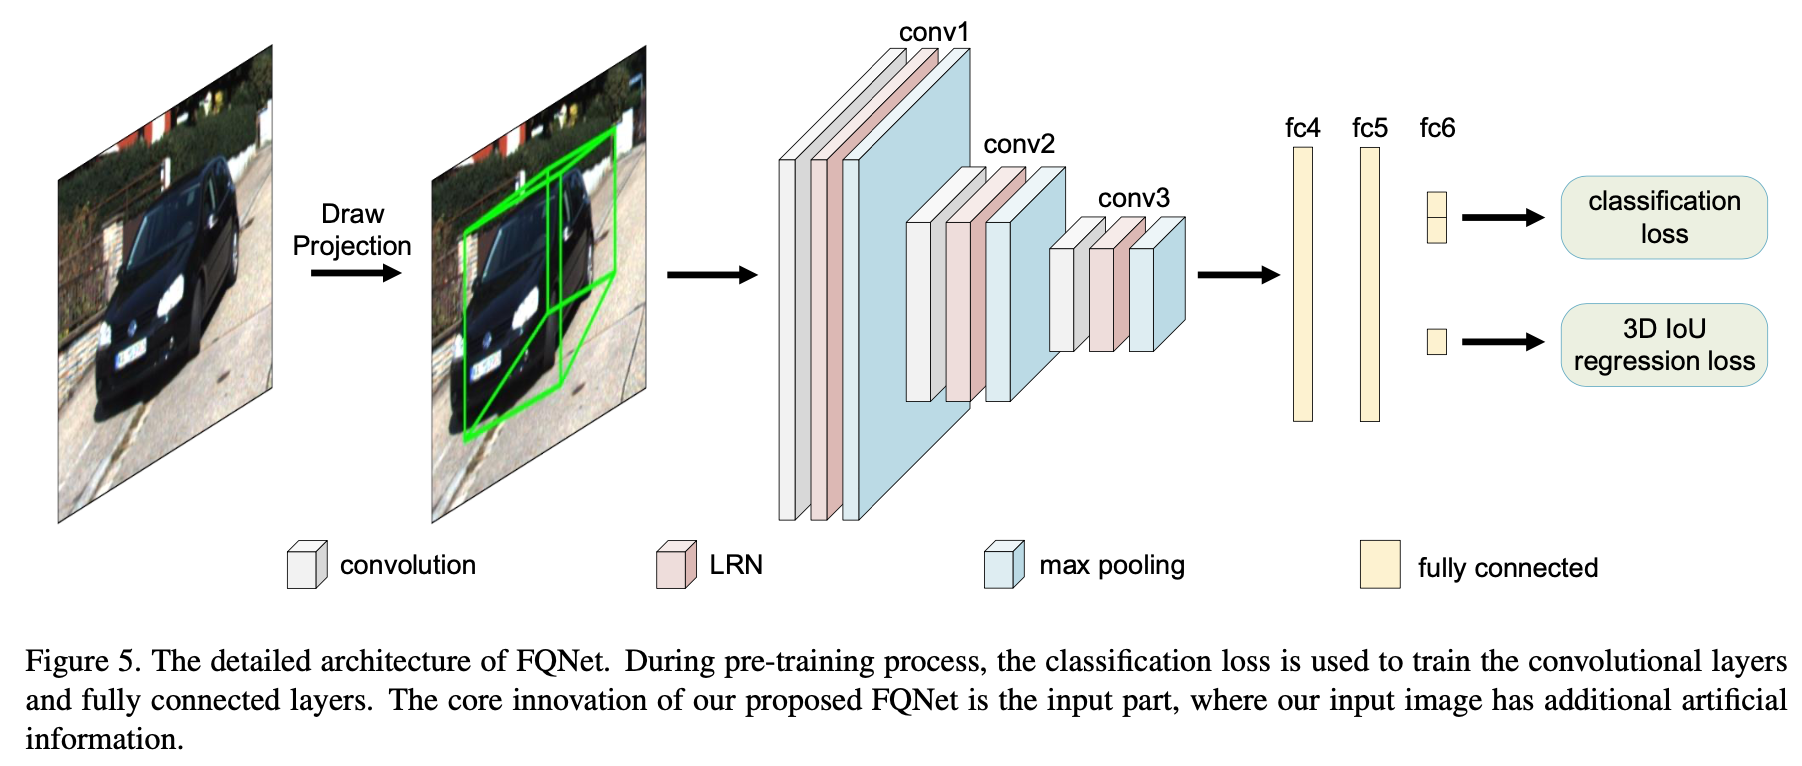 conv1
conv2
conv3
fc4 fc5 fc6
Draw
Projection
classification
loss
3D IoU
regression loss
convolution
LRN
max pooling
fully connected
Figure 5. The detailed architecture of FQNet. During pre-training process, the classification loss is used to train the convolutional layers
and fully connected layers. The core innovation of our proposed FQNet is the input part, where our input image has additional artificial
information.